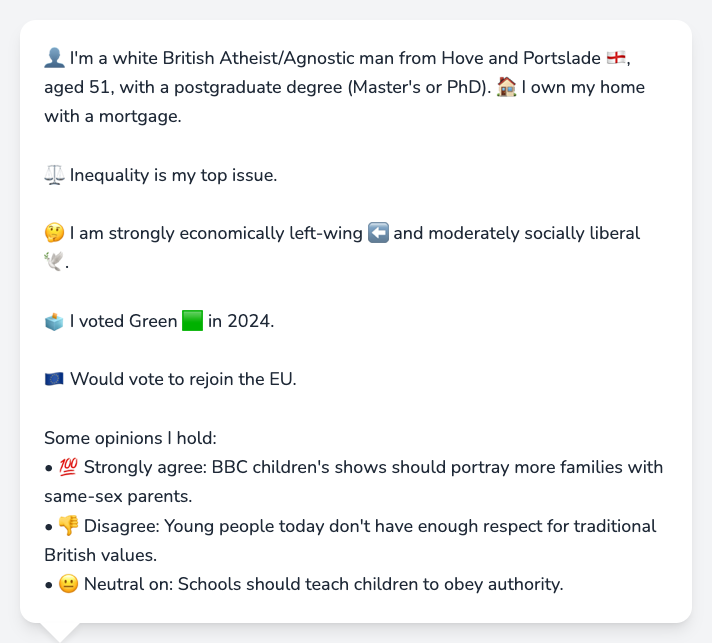 👤 I'm a white British Atheist/Agnostic man from Hove and Portslade 🏴󠁧󠁢󠁥󠁮󠁧󠁿,
aged 51, with a postgraduate degree (Master's or PhD). 🏠 I own my home
with a mortgage.
⚖️ Inequality is my top issue.
🤔 I am strongly economically left-wing ⬅️ and moderately socially liberal
🕊️.
🗳️ I voted Green 🟩 in 2024.
🇪🇺 Would vote to rejoin the EU.
Some opinions I hold:
• 💯 Strongly agree: BBC children's shows should portray more families with
same-sex parents.
• 👎 Disagree: Young people today don't have enough respect for traditional
British values.
• 😐 Neutral on: Schools should teach children to obey authority.